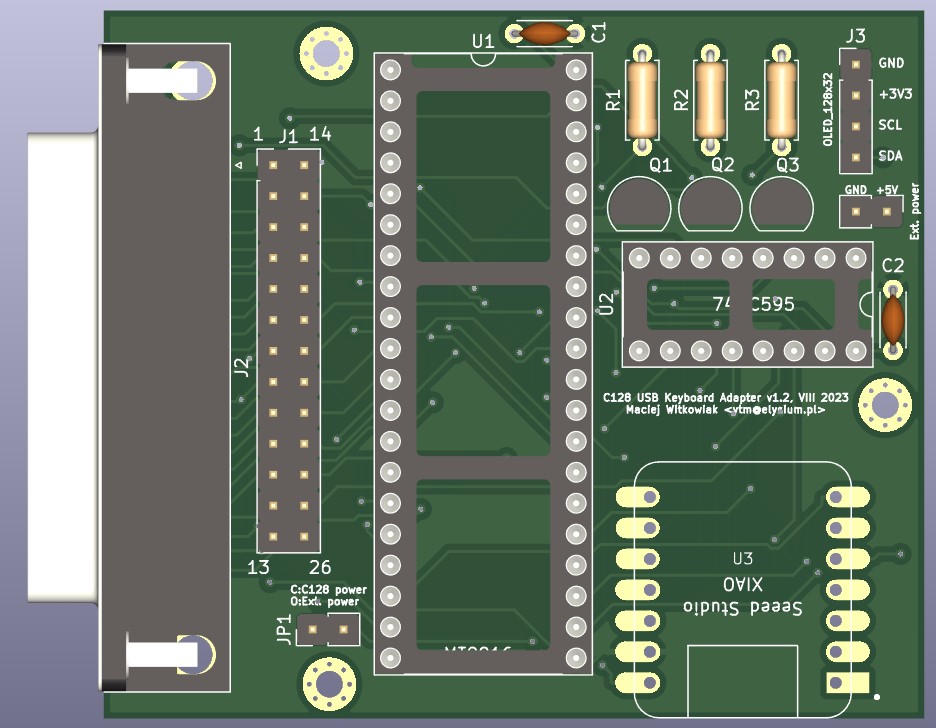 U1
C1
J3
GND
+3V3
SCL
SDA
OLED_128x32
R1
R2
R3
1
J1
14
Q1
Q2
Q3
GND +5V
Ext. power
C2
U2
J2
C128 USB Keyboard Adapter v1.2, VIII 2023
Maciej Witkowiak <ytm@elysium.pl>
U3
XIAO
Seeed Studio
13
26
C:C128 power
O:Ext. power
JP1